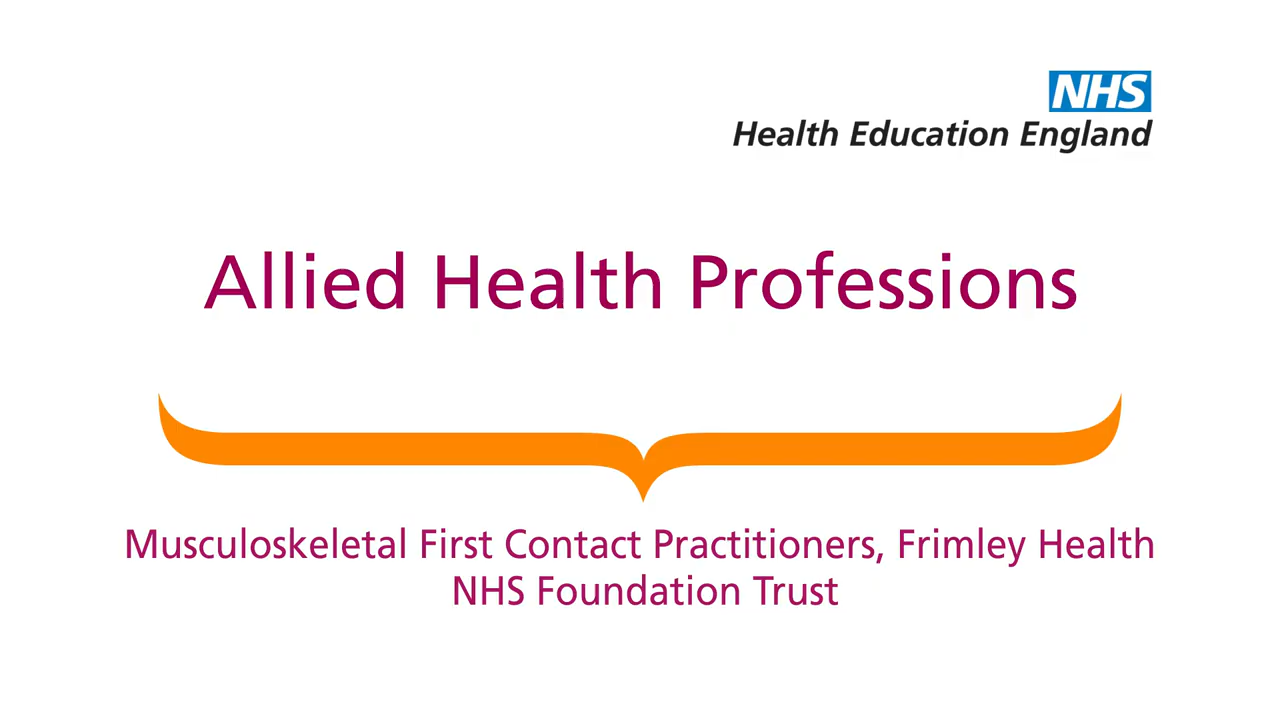 NHS
Health Education England
Allied Health Professions
Musculoskeletal First Contact Practitioners, Frimley Health
NHS Foundation Trust